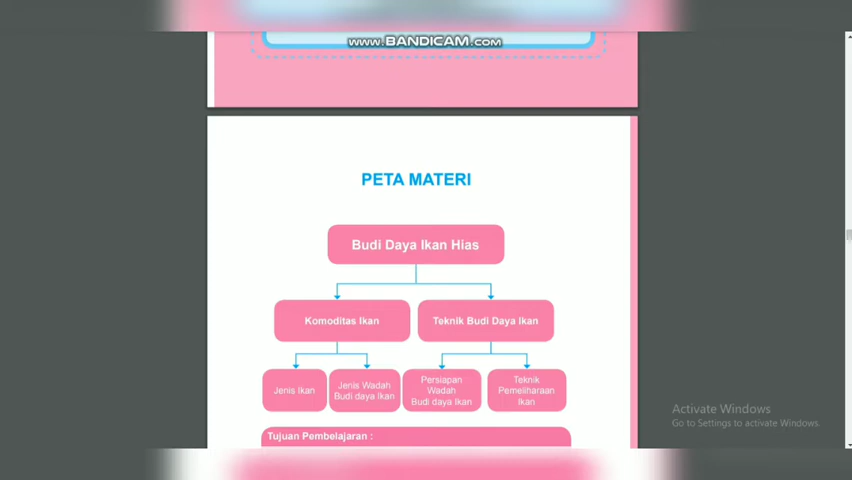 www.BANDICAM.com
PETA MATERI
Budi Daya Ikan Hias
Komoditas Ikan
Teknik Budi Daya Ikan
Jenis Ikan
Jenis Wadah
Budi daya Ikan
Persiapan
Wadah
Budi daya Ikan
Teknik
Pemeliharaan
Ikan
Tujuan Pembelajaran :
Activate Windows
Go to Settings to activate Windows.